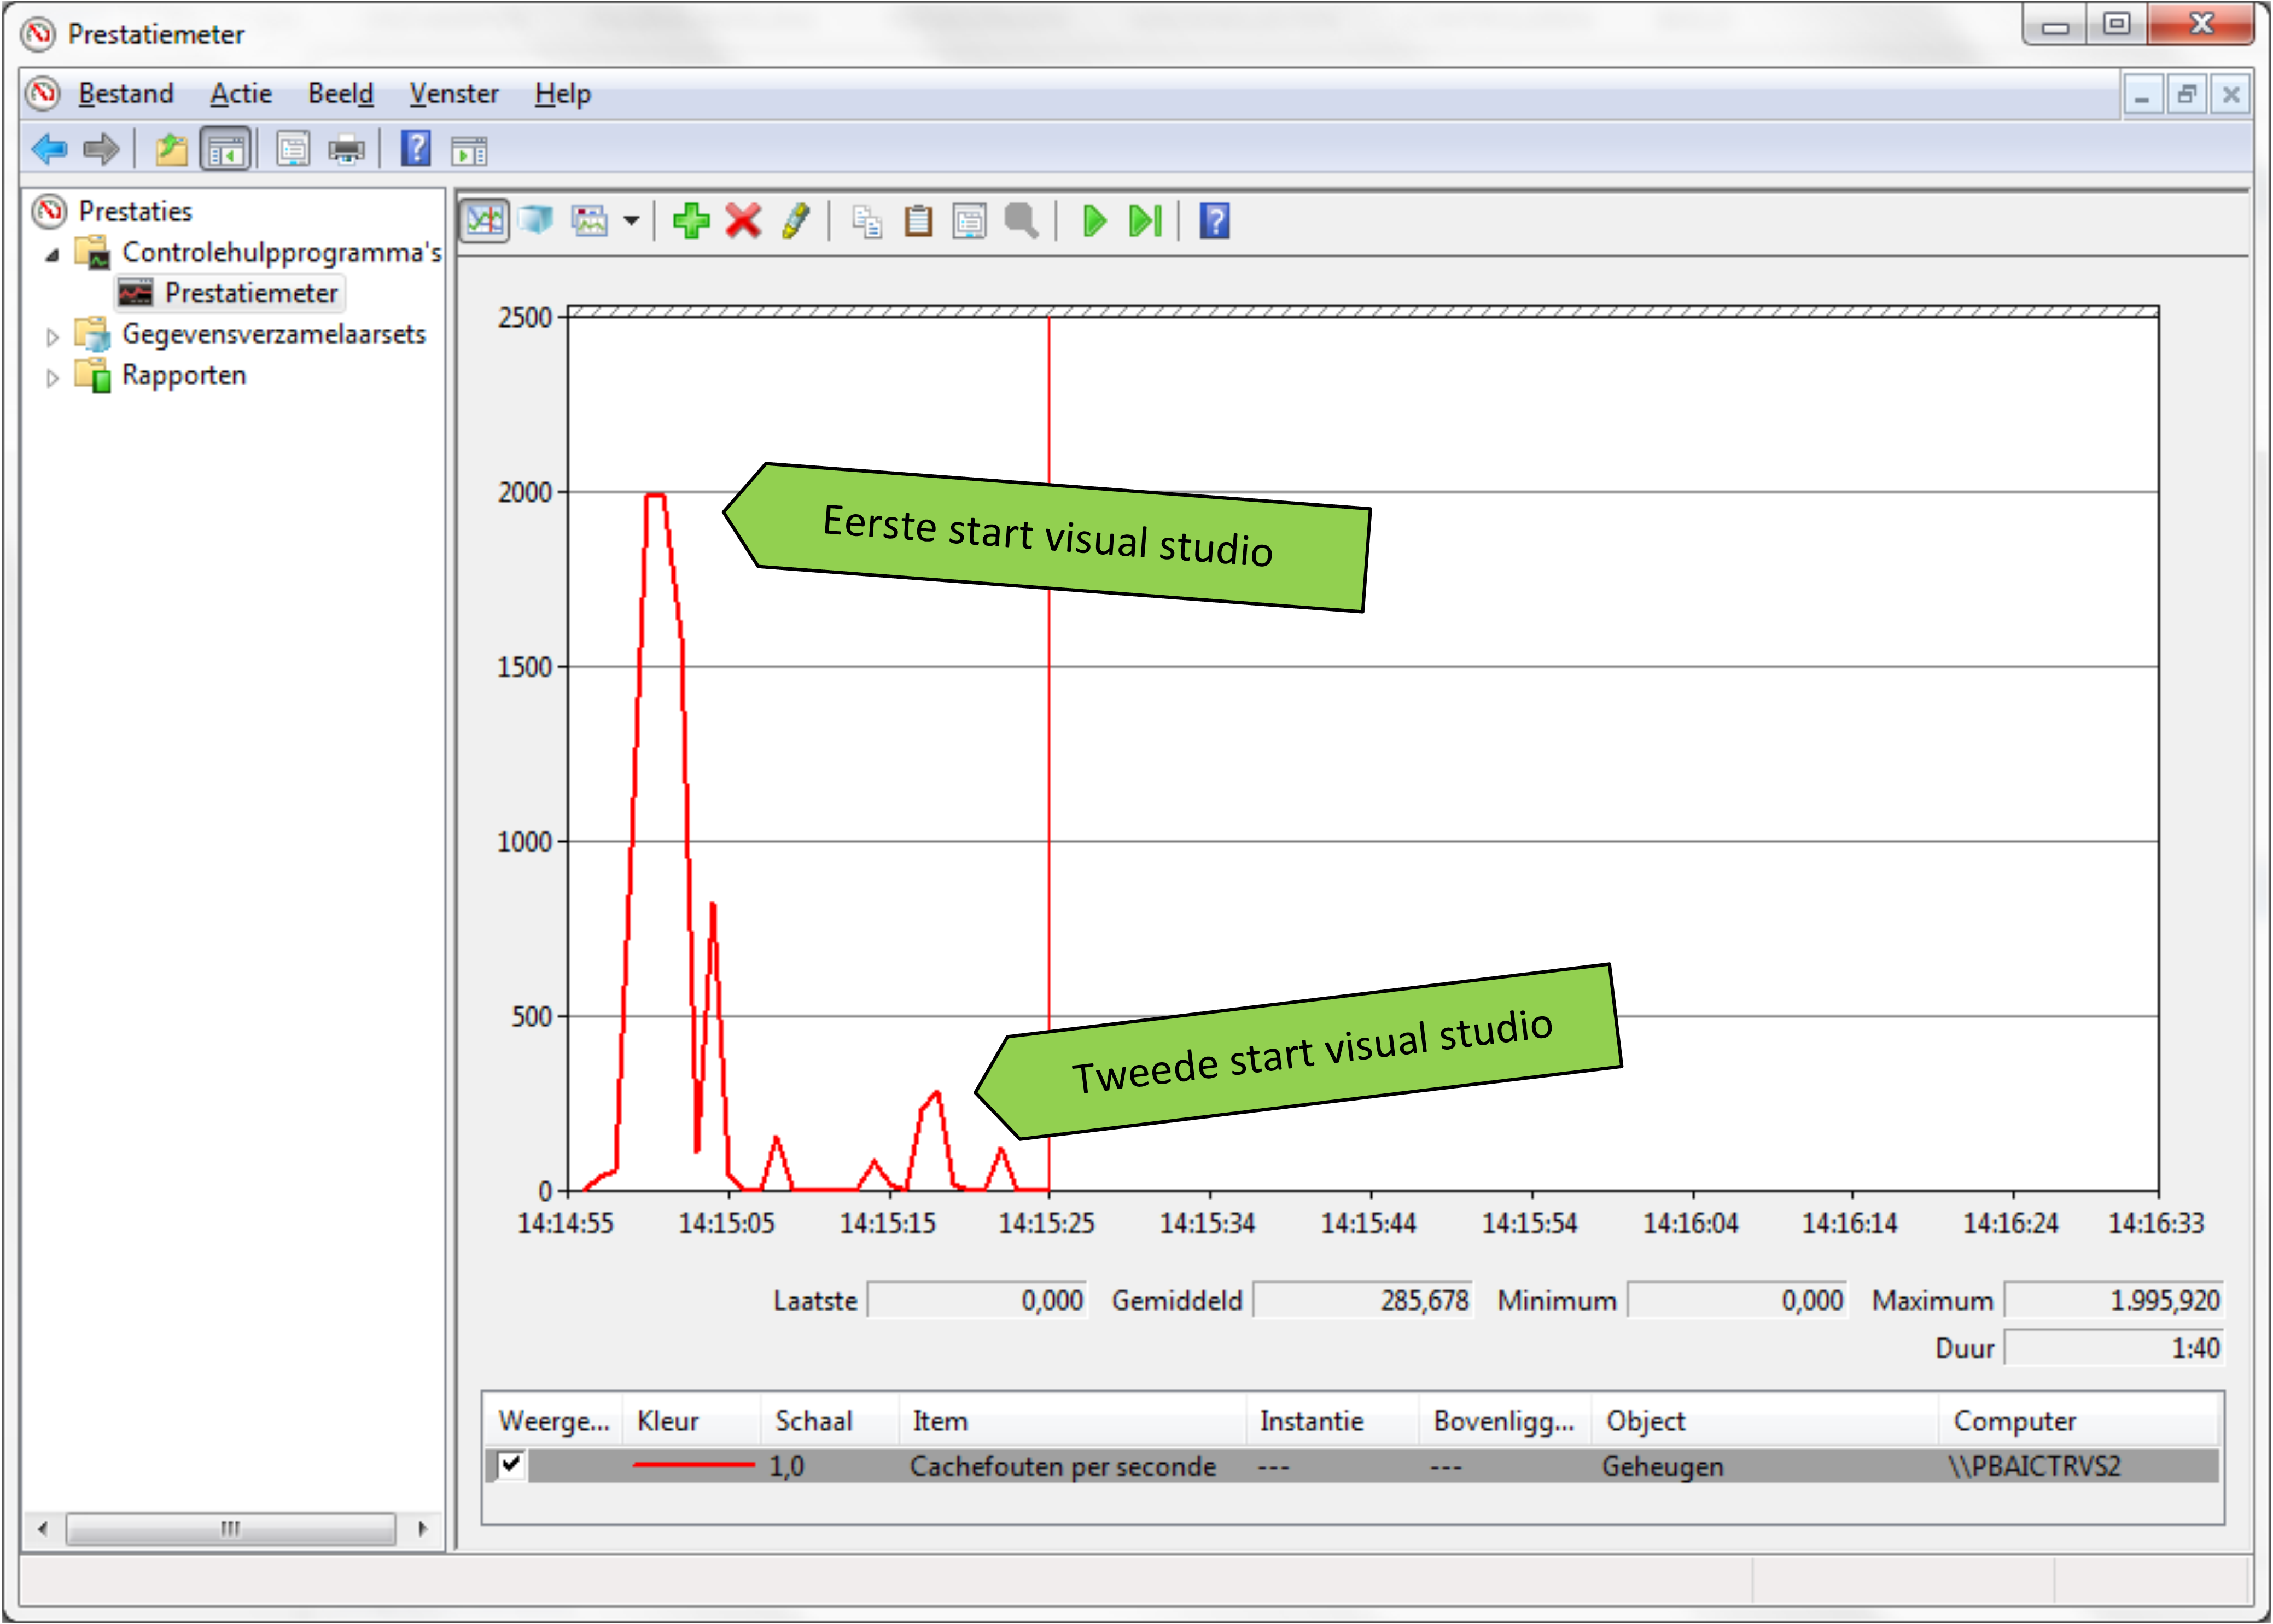 Prestatiemeter
Bestand Actie Beeld Venster Help
Prestaties
Controlehulpprogramma's
Prestatiemeter
Gegevensverzamelaarsets
Rapporten
2500
2000
1500
1000
500
0
Eerste start visual studio
Tweede start visual studio
14:14:55 14:15:05 14:15:15 14:15:25 14:15:34 14:15:44 14:15:54 14:16:04 14:16:14 14:16:24 14:16:33
Laatste 0,000 Gemiddeld 285,678 Minimum 0,000 Maximum 1.995,920
Duur 1:40
Weerge... Kleur Schaal Item Instantie Bovenligg... Object Computer
1,0 Cachefouten per seconde --- --- Geheugen \\PBAICTRVS2